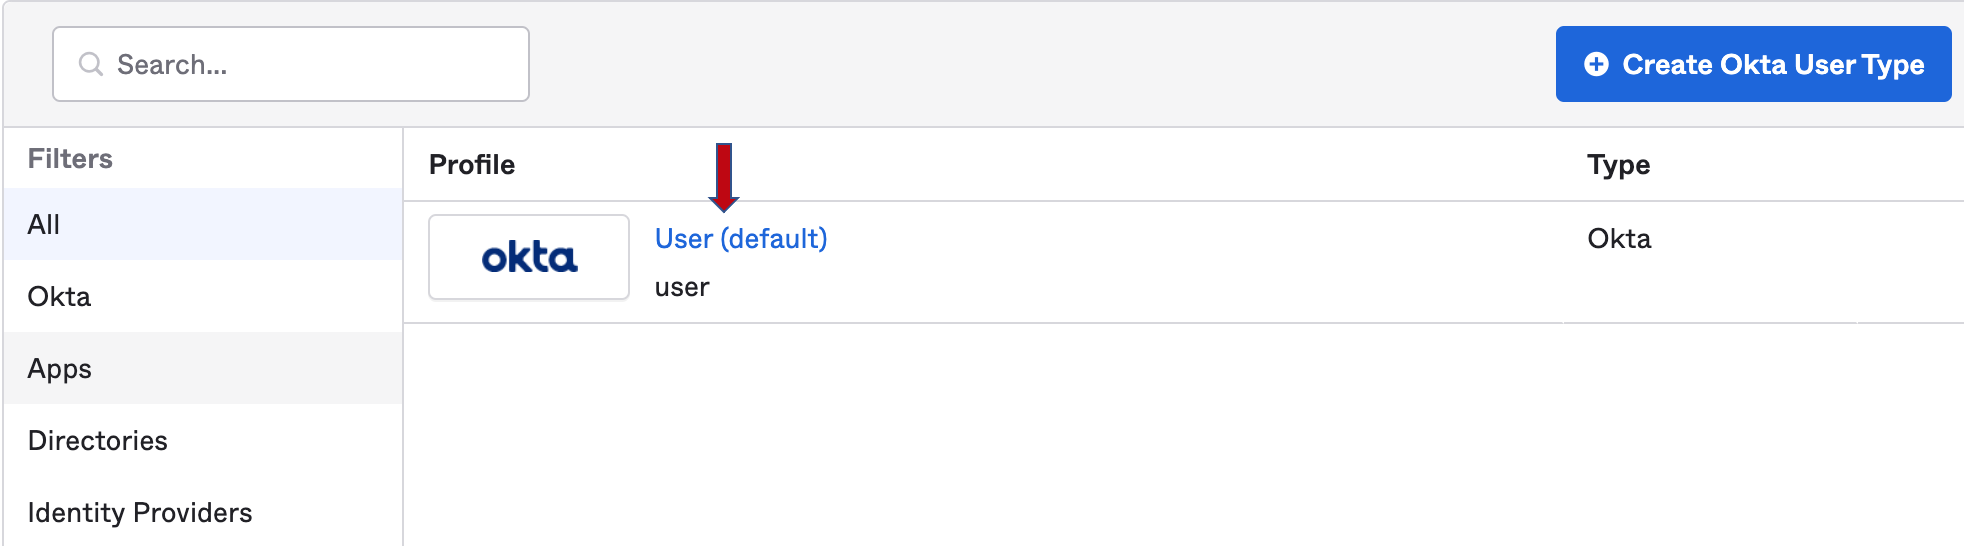 Search...
Create Okta User Type
Filters
All
Okta
Apps
Directories
Identity Providers
Profile
Type
okta
User (default)
user
Okta